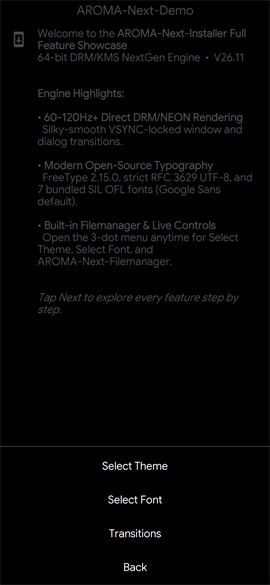 AROMA-Next-Demo
Welcome to the AROMA-Next-Installer Full
Feature Showcase
64-bit DRM/KMS NextGen Engine • V26.11
Engine Highlights:
• 60-120Hz+ Direct DRM/NEON Rendering
Silky-smooth VSYNC-locked window and
dialog transitions.
• Modern Open-Source Typography
FreeType 2.15.0, strict RFC 3629 UTF-8, and
7 bundled SIL OFL fonts (Google Sans
default).
• Built-in Filemanager & Live Controls
Open the 3-dot menu anytime for Select
Theme, Select Font, and
AROMA-Next-Filemanager.
Tap Next to explore every feature step by
step.
Select Theme
Select Font
Transitions
Back